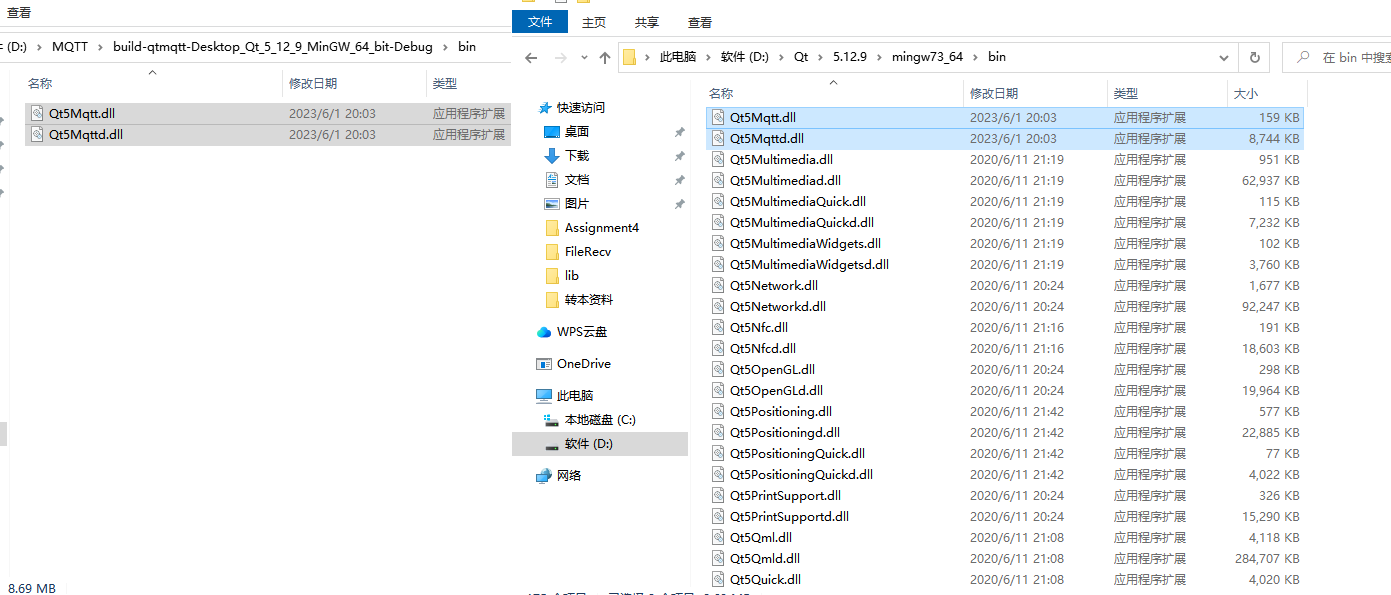 查看
(D:) › MQTT › build-qtmqtt-Desktop_Qt_5_12_9_MinGW_64_bit-Debug › bin
名称 修改日期 类型
Qt5Mqtt.dll 2023/6/1 20:03 应用程序扩展
Qt5Mqttd.dll 2023/6/1 20:03 应用程序扩展
8.69 MB
文件 主页 共享 查看
此电脑 › 软件 (D:) › Qt › 5.12.9 › mingw73_64 › bin
在 bin 中搜索
快速访问
桌面
下载
文档
图片
Assignment4
FileRecv
lib
转本资料
WPS云盘
OneDrive
此电脑
本地磁盘 (C:)
软件 (D:)
网络
名称 修改日期 类型 大小
Qt5Mqtt.dll 2023/6/1 20:03 应用程序扩展 159 KB
Qt5Mqttd.dll 2023/6/1 20:03 应用程序扩展 8,744 KB
Qt5Multimedia.dll 2020/6/11 21:19 应用程序扩展 951 KB
Qt5Multimediad.dll 2020/6/11 21:19 应用程序扩展 62,937 KB
Qt5MultimediaQuick.dll 2020/6/11 21:19 应用程序扩展 115 KB
Qt5MultimediaQuickd.dll 2020/6/11 21:19 应用程序扩展 7,232 KB
Qt5MultimediaWidgets.dll 2020/6/11 21:19 应用程序扩展 102 KB
Qt5MultimediaWidgetsd.dll 2020/6/11 21:19 应用程序扩展 3,760 KB
Qt5Network.dll 2020/6/11 20:24 应用程序扩展 1,677 KB
Qt5Networkd.dll 2020/6/11 20:24 应用程序扩展 92,247 KB
Qt5Nfc.dll 2020/6/11 21:16 应用程序扩展 191 KB
Qt5Nfcd.dll 2020/6/11 21:16 应用程序扩展 18,603 KB
Qt5OpenGL.dll 2020/6/11 20:24 应用程序扩展 298 KB
Qt5OpenGLd.dll 2020/6/11 20:24 应用程序扩展 19,964 KB
Qt5Positioning.dll 2020/6/11 21:42 应用程序扩展 577 KB
Qt5Positioningd.dll 2020/6/11 21:42 应用程序扩展 22,885 KB
Qt5PositioningQuick.dll 2020/6/11 21:42 应用程序扩展 77 KB
Qt5PositioningQuickd.dll 2020/6/11 21:42 应用程序扩展 4,022 KB
Qt5PrintSupport.dll 2020/6/11 20:24 应用程序扩展 326 KB
Qt5PrintSupportd.dll 2020/6/11 20:24 应用程序扩展 15,290 KB
Qt5Qml.dll 2020/6/11 21:08 应用程序扩展 4,118 KB
Qt5Qmld.dll 2020/6/11 21:08 应用程序扩展 284,707 KB
Qt5Quick.dll 2020/6/11 21:08 应用程序扩展 4,020 KB